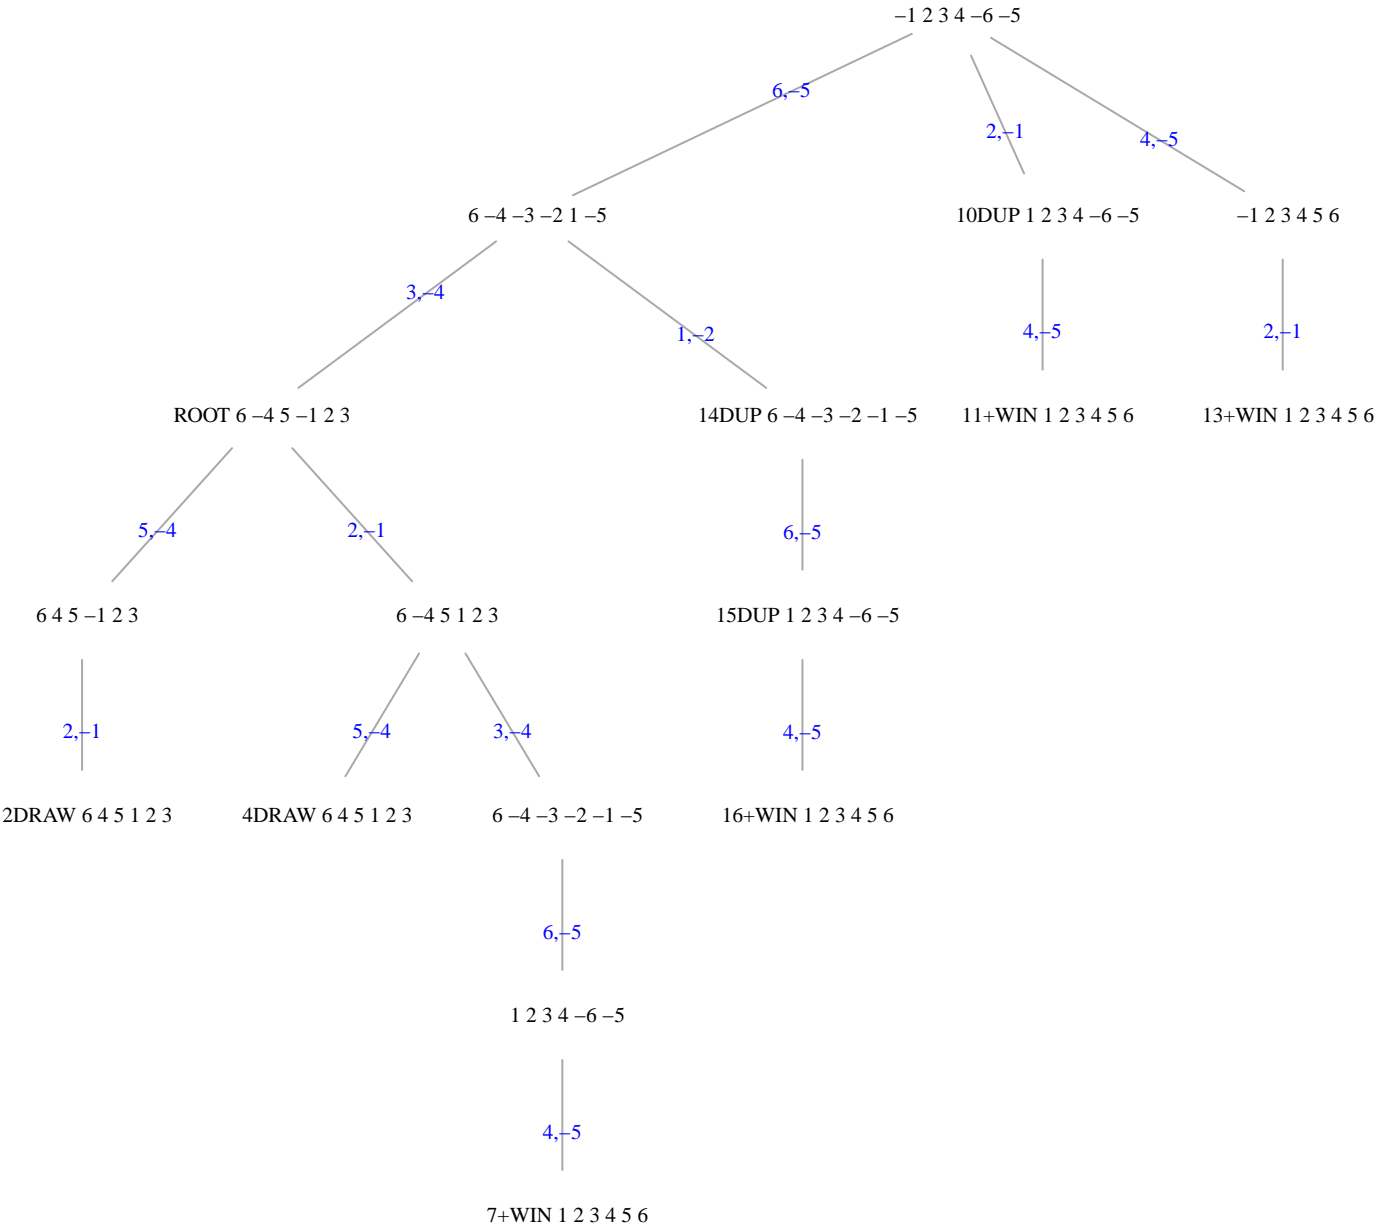 –1 2 3 4 –6 –5
6,–5
2,–1
4,–5
6 –4 –3 –2 1 –5
10DUP 1 2 3 4 –6 –5
–1 2 3 4 5 6
3,–4
1,–2
4,–5
2,–1
ROOT 6 –4 5 –1 2 3
14DUP 6 –4 –3 –2 –1 –5
11+WIN 1 2 3 4 5 6
13+WIN 1 2 3 4 5 6
5,–4
2,–1
6,–5
6 4 5 –1 2 3
6 –4 5 1 2 3
15DUP 1 2 3 4 –6 –5
2,–1
5,–4
3,–4
4,–5
2DRAW 6 4 5 1 2 3
4DRAW 6 4 5 1 2 3
6 –4 –3 –2 –1 –5
16+WIN 1 2 3 4 5 6
6,–5
1 2 3 4 –6 –5
4,–5
7+WIN 1 2 3 4 5 6